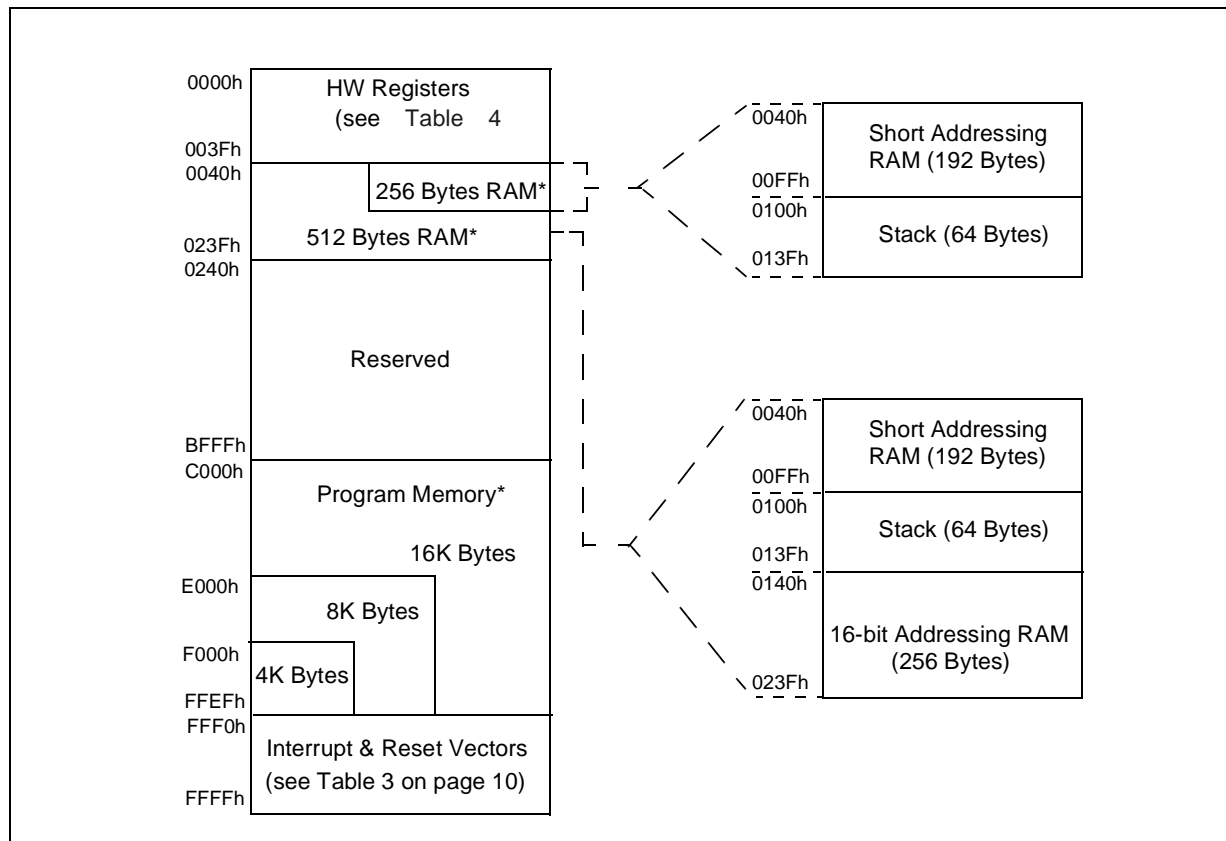 0000h
HW Registers
(see Table 4
003Fh
0040h
256 Bytes RAM*
512 Bytes RAM*
023Fh
0240h
Reserved
BFFFh
C000h
Program Memory*
16K Bytes
E000h
8K Bytes
F000h
4K Bytes
FFEFh
FFF0h
Interrupt & Reset Vectors
(see Table 3 on page 10)
FFFFh
0040h
Short Addressing
RAM (192 Bytes)
00FFh
0100h
Stack (64 Bytes)
013Fh
0040h
Short Addressing
RAM (192 Bytes)
00FFh
0100h
Stack (64 Bytes)
013Fh
0140h
16-bit Addressing RAM
(256 Bytes)
023Fh